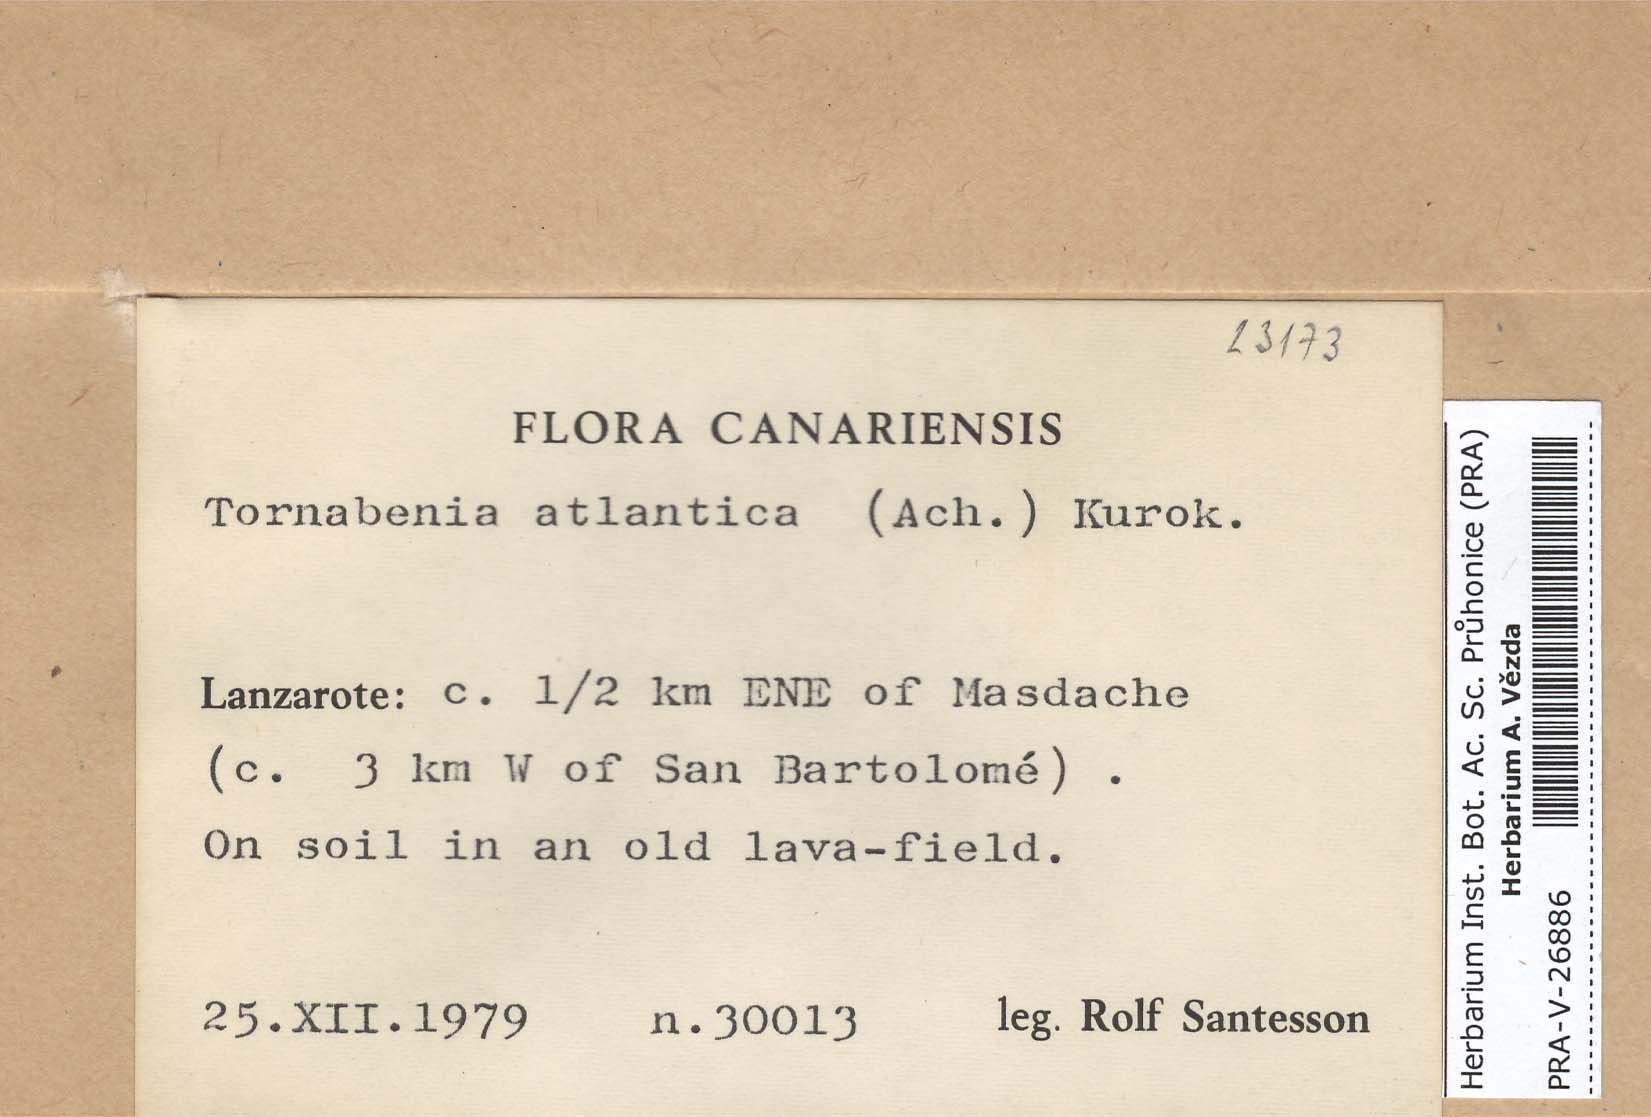 23173
FLORA CANARIENSIS
Tornabenia atlantica (Ach.) Kurok.
Lanzarote: c. 1/2 km ENE of Masdache
(c. 3 km W of San Bartolomé) .
On soil in an old lava-field.
25.XII.1979 n.30013 leg. Rolf Santesson
Herbarium Inst. Bot. Ac. Sc. Průhonice (PRA)
Herbarium A. Vězda
PRA-V-26886